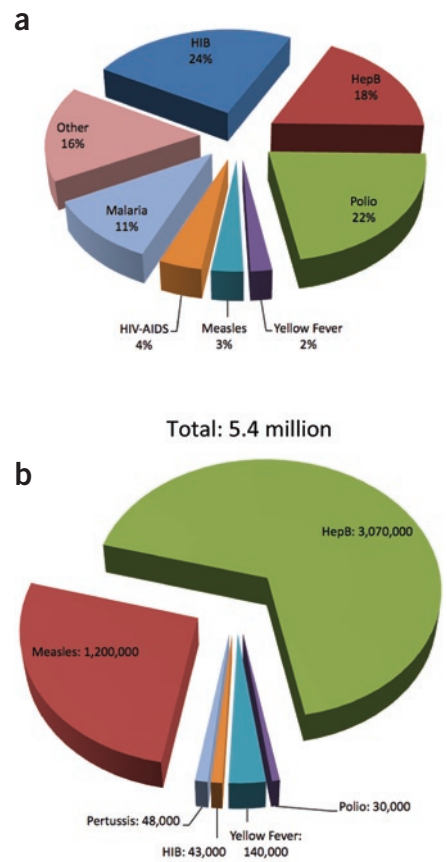 a
HIB
24%
HepB
18%
Other
16%
Polio
22%
Malaria
11%
HIV-AIDS
4%
Measles
3%
Yellow Fever
2%
Total: 5.4 million
b
HepB: 3,070,000
Measles: 1,200,000
Pertussis: 48,000
HIB: 43,000
Yellow Fever:
140,000
Polio: 30,000